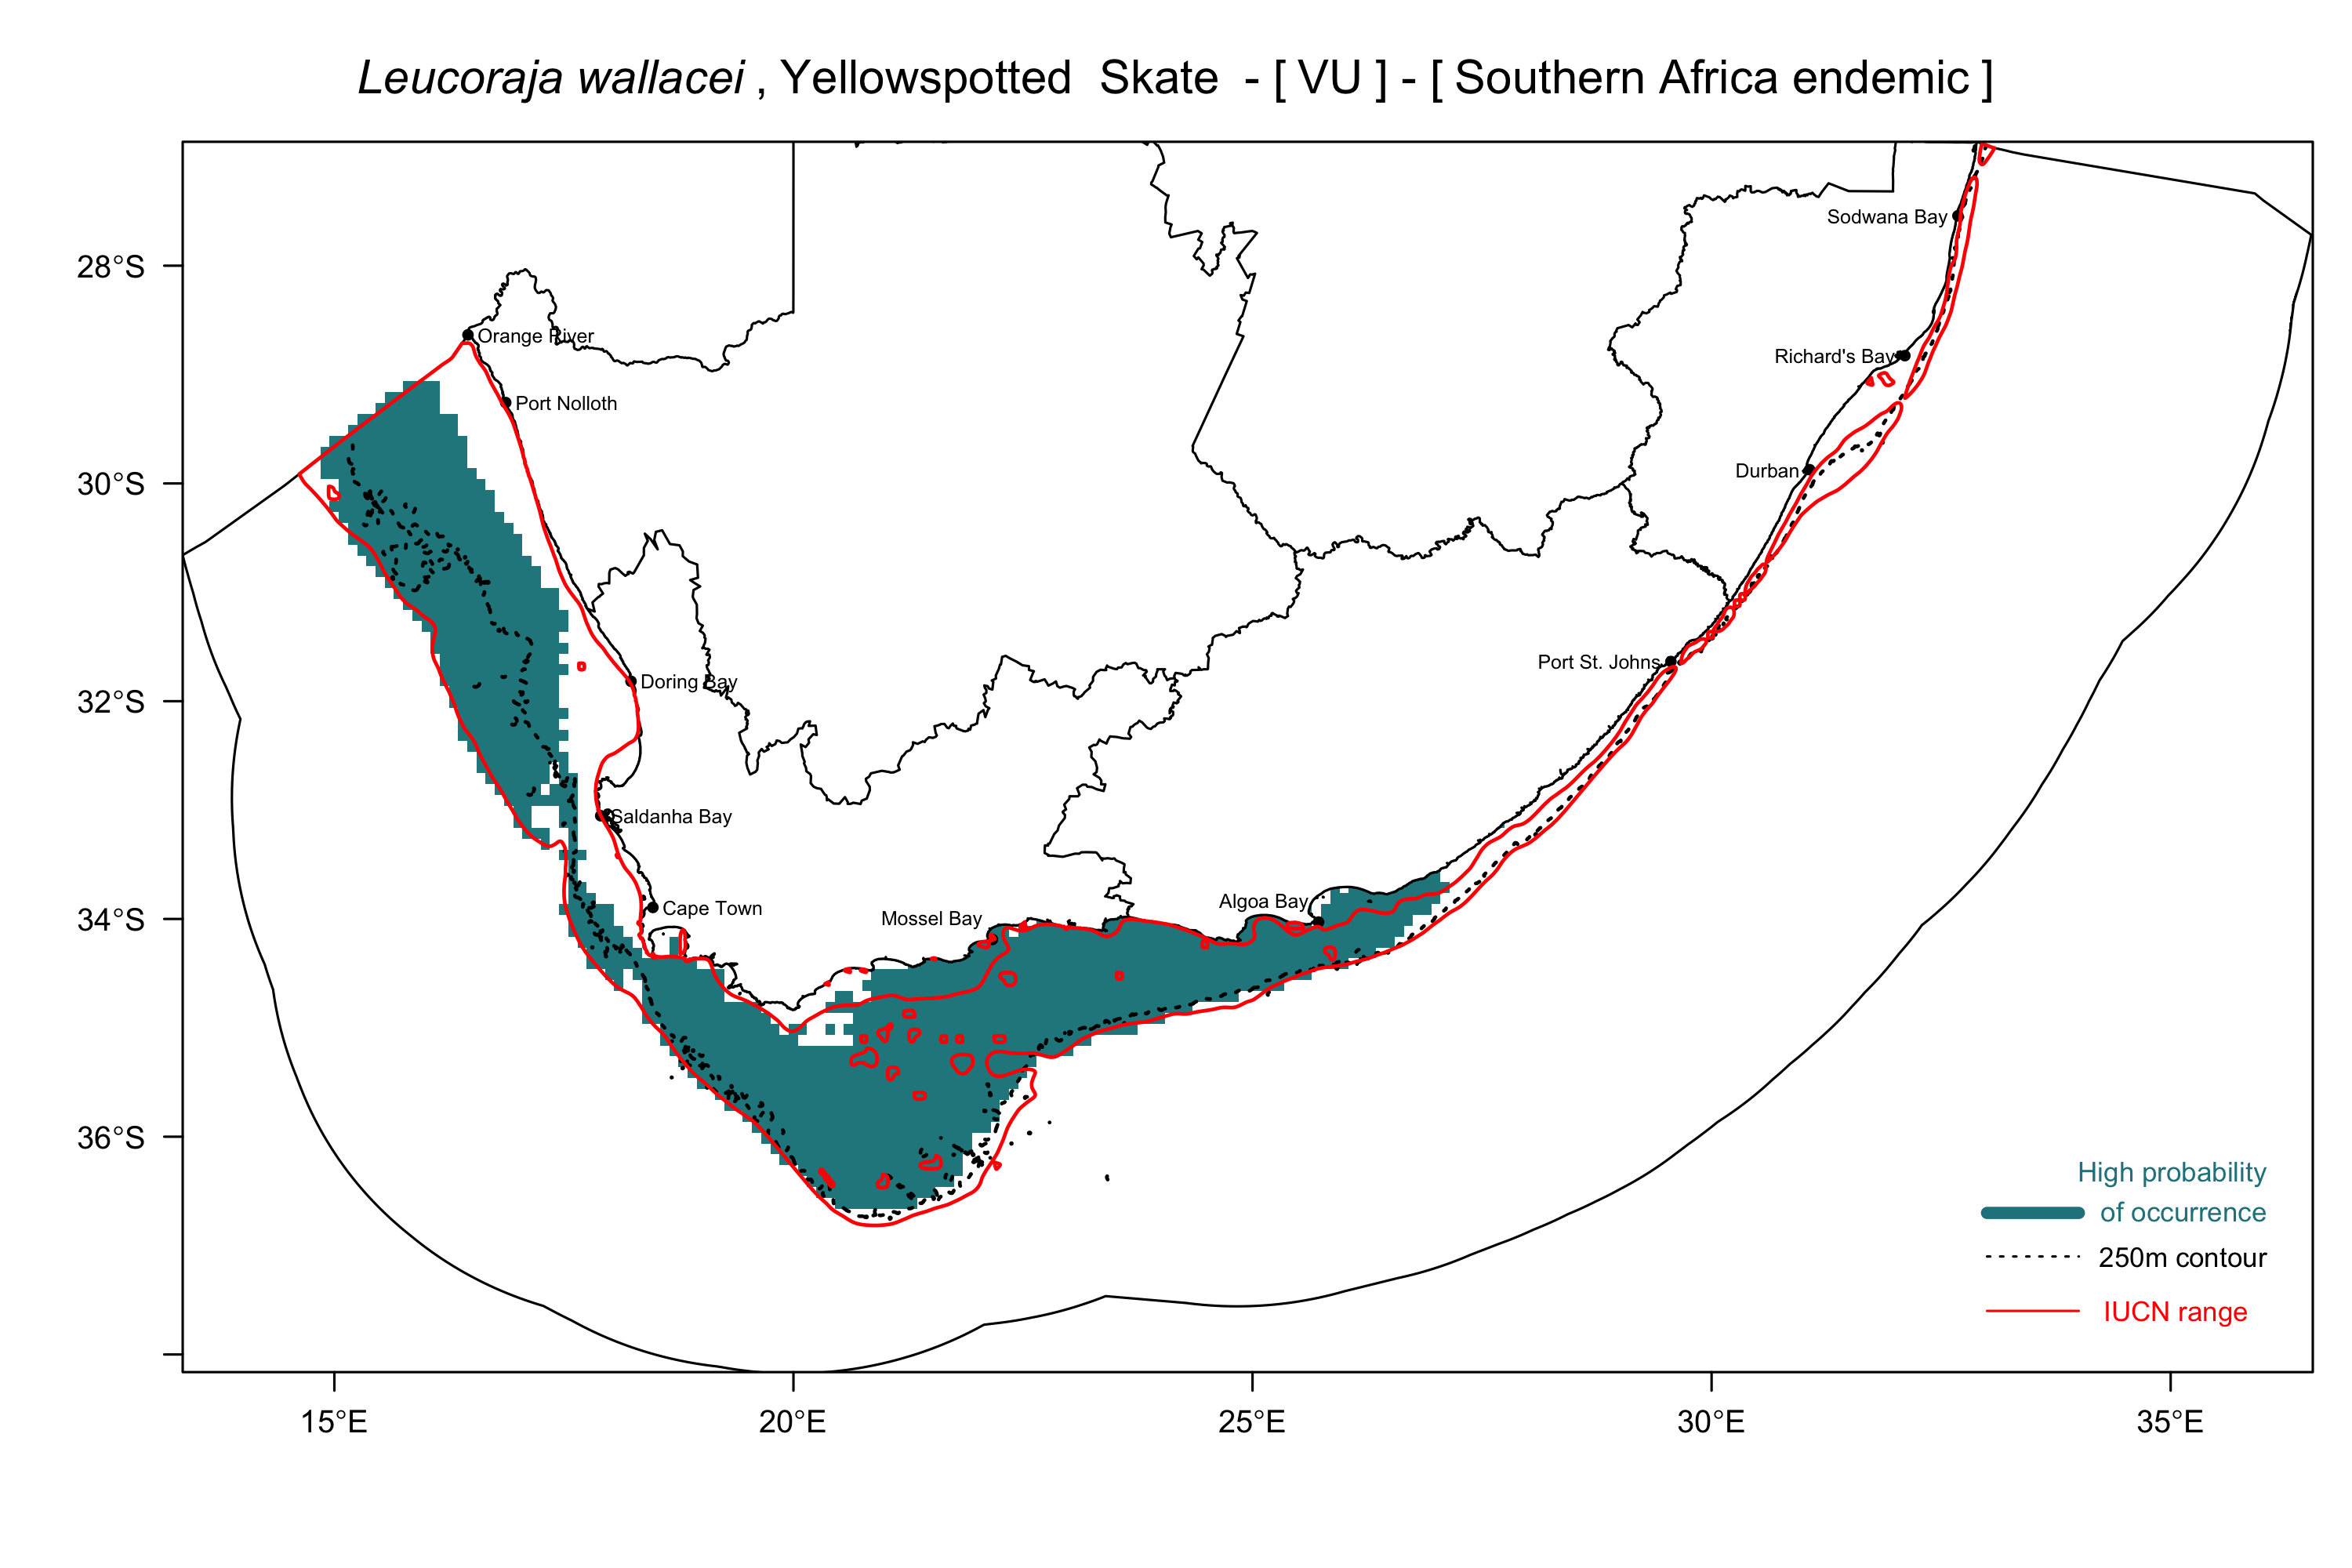 Leucoraja wallacei , Yellowspotted Skate - [ VU ] - [ Southern Africa endemic ]
Sodwana Bay
28°S
Orange River
Richard's Bay
Port Nolloth
Durban
30°S
Port St. Johns
Doring Bay
32°S
Saldanha Bay
Algoa Bay
Cape Town
Mossel Bay
34°S
36°S
High probability
of occurrence
250m contour
IUCN range
15°E
20°E
25°E
30°E
35°E